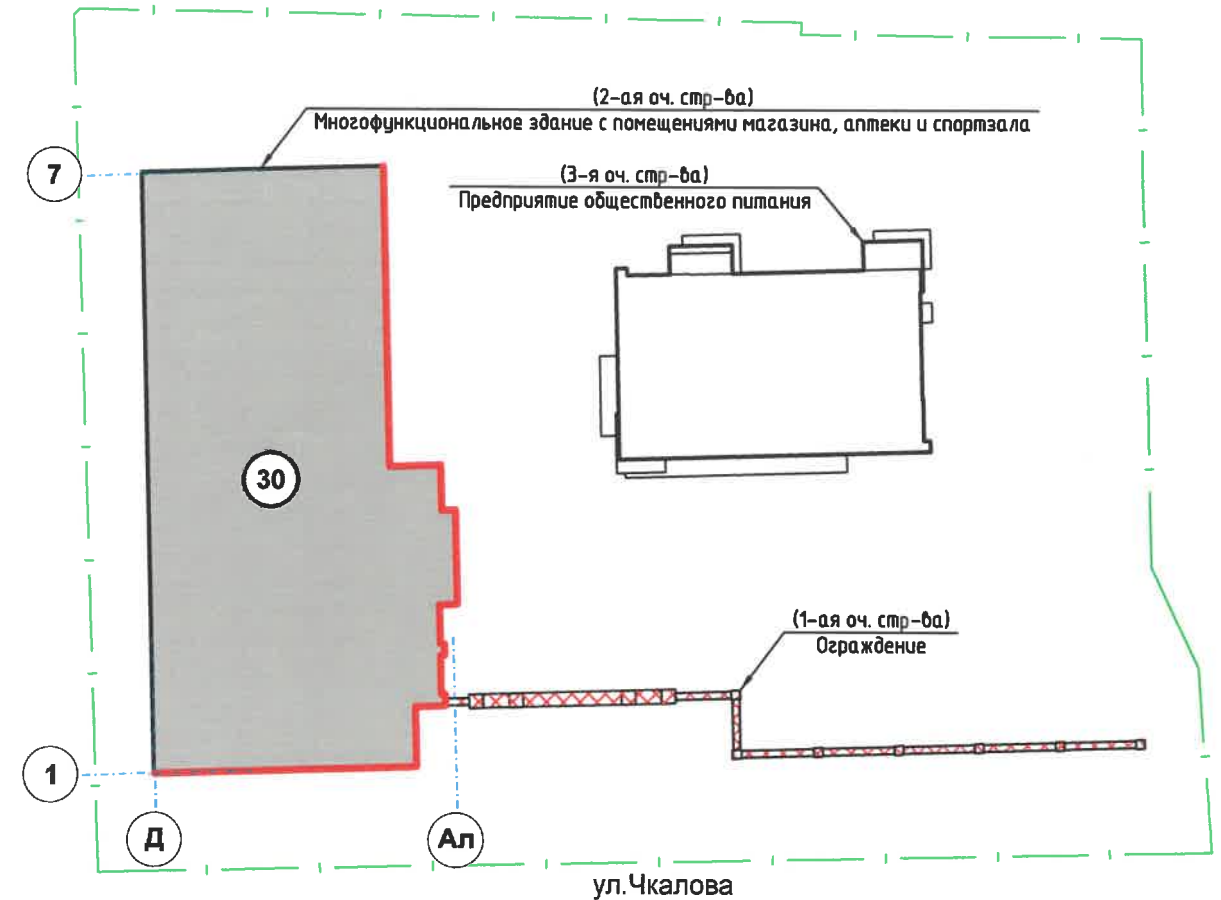 (2-ая оч. стр-ва)
Многофункциональное здание с помещениями магазина, аптеки и спортзала
7
(3-я оч. стр-ва)
Предприятие общественного питания
30
(1-ая оч. стр-ва)
Ограждение
1
Д
Ал
ул.Чкалова